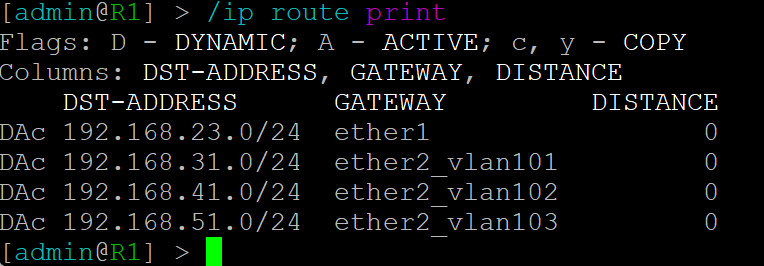 [admin@R1] > /ip route print
Flags: D - DYNAMIC; A - ACTIVE; c, y - COPY
Columns: DST-ADDRESS, GATEWAY, DISTANCE
    DST-ADDRESS      GATEWAY         DISTANCE
DAc 192.168.23.0/24  ether1                 0
DAc 192.168.31.0/24  ether2_vlan101         0
DAc 192.168.41.0/24  ether2_vlan102         0
DAc 192.168.51.0/24  ether2_vlan103         0
[admin@R1] >